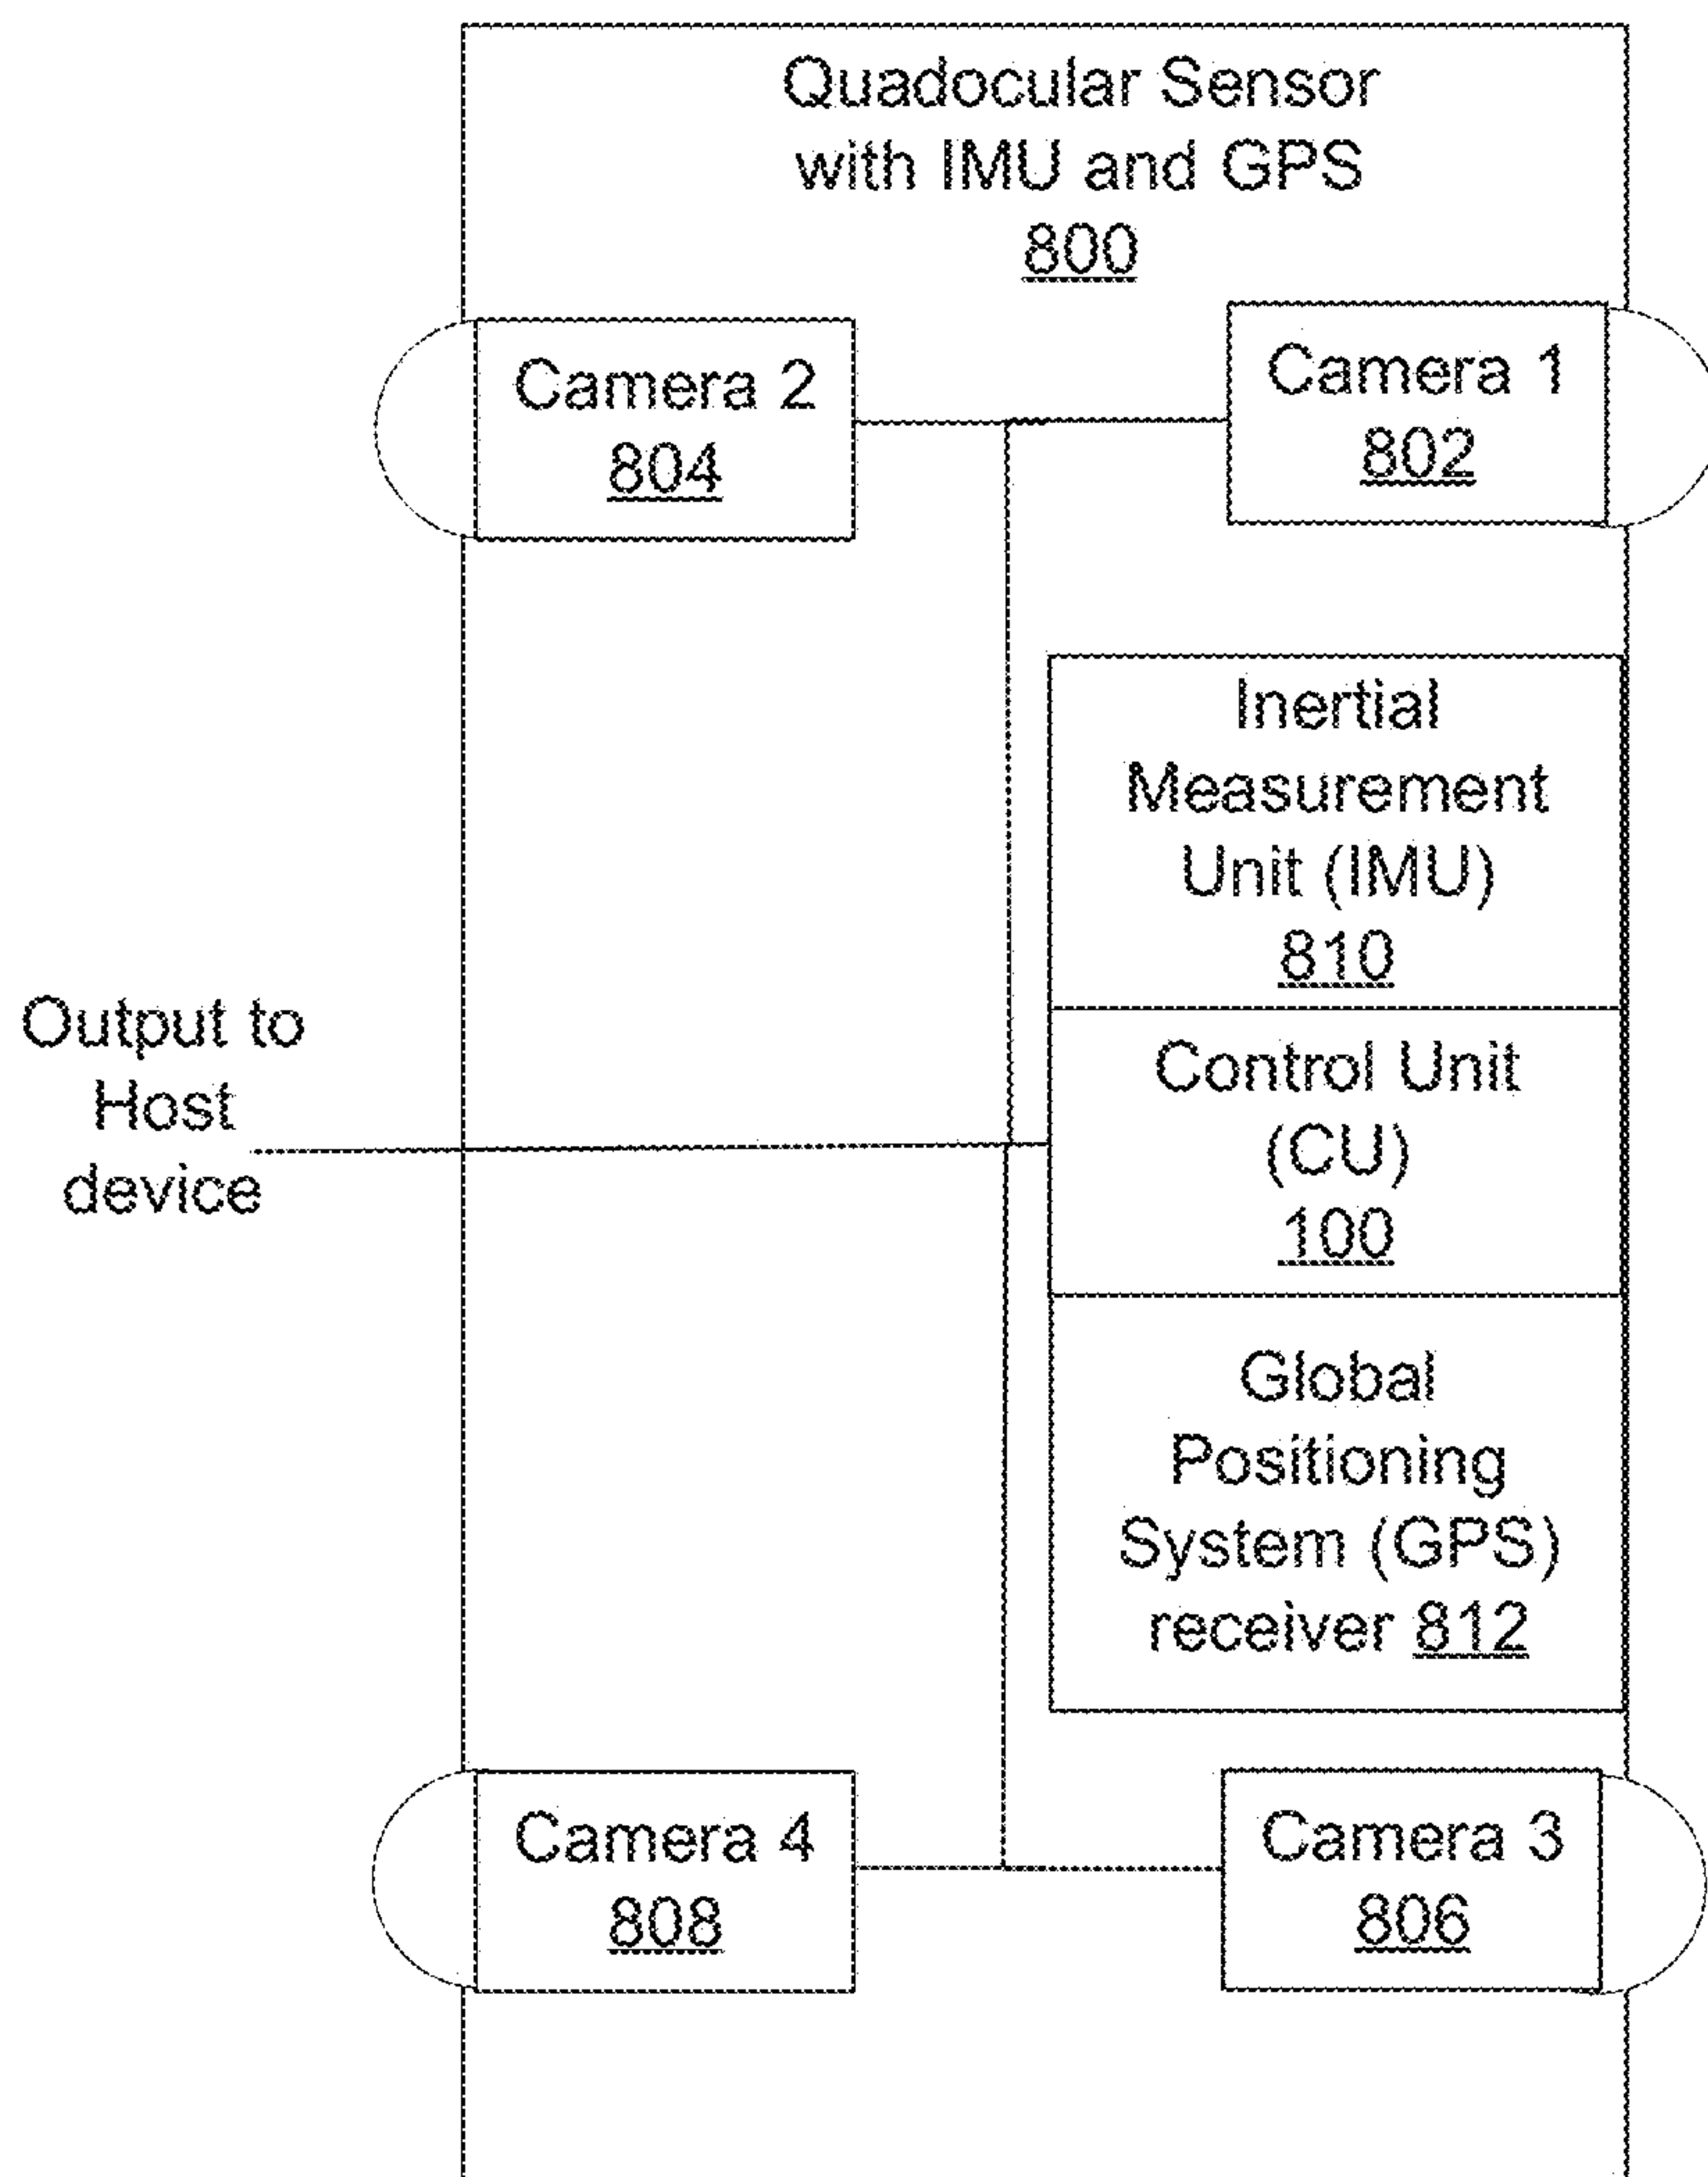 Quadocular Sensor
with IMU and GPS
800
Camera 2
804
Camera 1
802
Inertial
Measurement
Unit (IMU)
810
Output to
Host
device
Control Unit
(CU)
100
Global
Positioning
System (GPS)
receiver 812
Camera 4
808
Camera 3
806